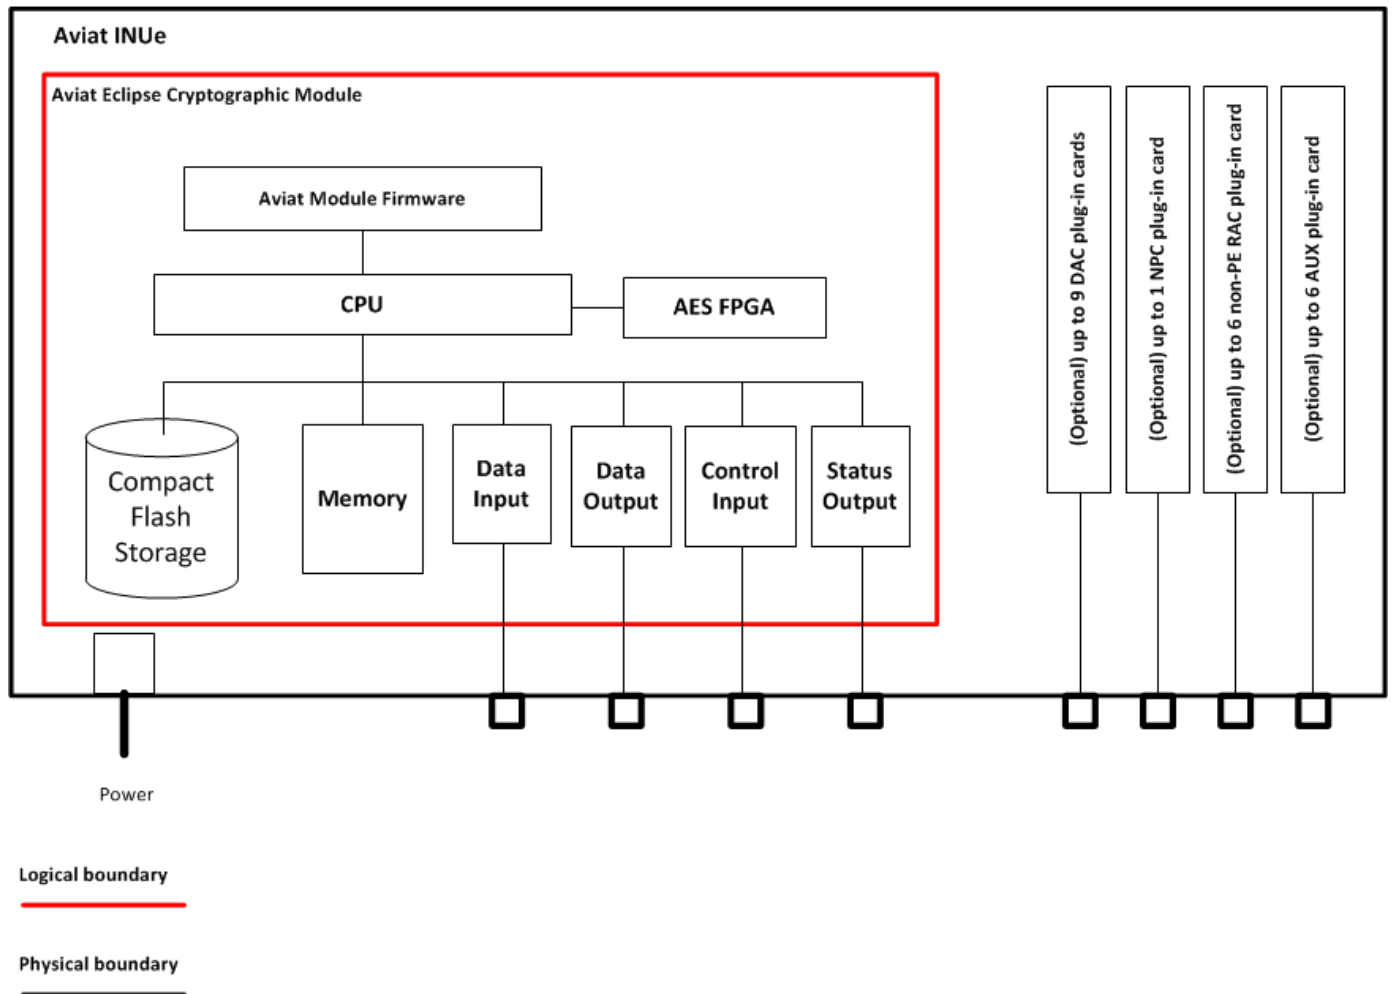 Aviat INUe
Aviat Eclipse Cryptographic Module
Aviat Module Firmware
CPU
AES FPGA
Compact
Flash
Storage
Memory
Data
Input
Data
Output
Control
Input
Status
Output
(Optional) up to 9 DAC plug-in cards
(Optional) up to 1 NPC plug-in card
(Optional) up to 6 non-PE RAC plug-in card
(Optional) up to 6 AUX plug-in card
Power
Logical boundary
Physical boundary